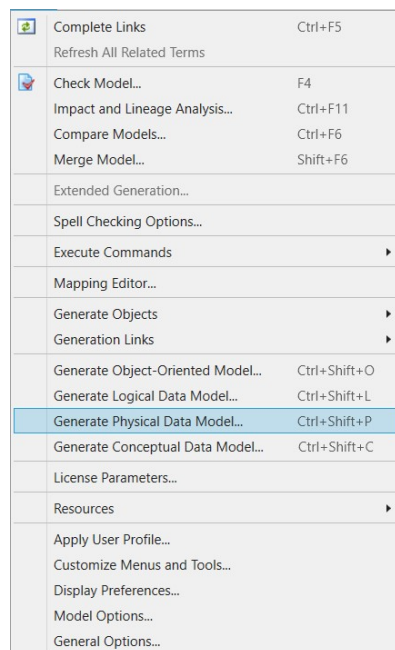 Complete Links Ctrl+F5
Refresh All Related Terms
Check Model... F4
Impact and Lineage Analysis... Ctrl+F11
Compare Models... Ctrl+F6
Merge Model... Shift+F6
Extended Generation...
Spell Checking Options...
Execute Commands
Mapping Editor...
Generate Objects
Generation Links
Generate Object-Oriented Model... Ctrl+Shift+O
Generate Logical Data Model... Ctrl+Shift+L
Generate Physical Data Model... Ctrl+Shift+P
Generate Conceptual Data Model... Ctrl+Shift+C
License Parameters...
Resources
Apply User Profile...
Customize Menus and Tools...
Display Preferences...
Model Options...
General Options...